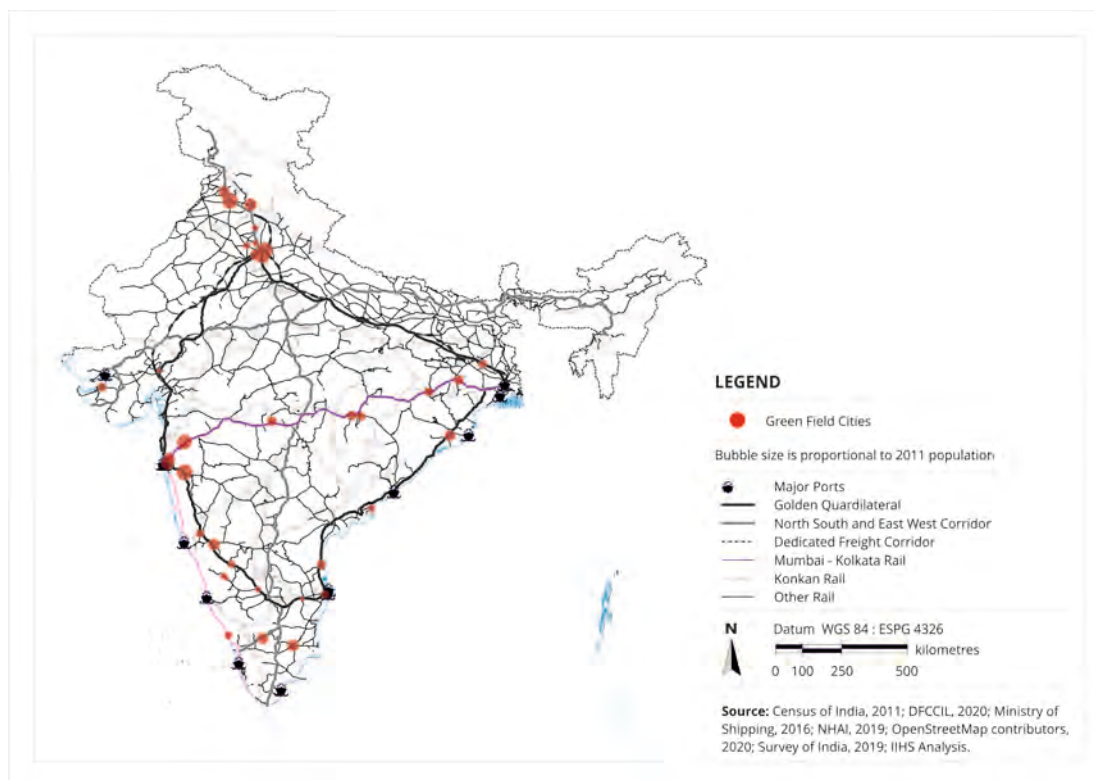 LEGEND
Green Field Cities
Bubble size is proportional to 2011 population
Major Ports
Golden Quardilateral
North South and East West Corridor
Dedicated Freight Corridor
Mumbai - Kolkata Rail
Konkan Rail
Other Rail
N
Datum WGS 84 : ESPG 4326
kilometres
0 100 250 500
Source: Census of India, 2011; DFCCIL, 2020; Ministry of
Shipping, 2016; NHAI, 2019; OpenStreetMap contributors,
2020; Survey of India, 2019; IIHS Analysis.